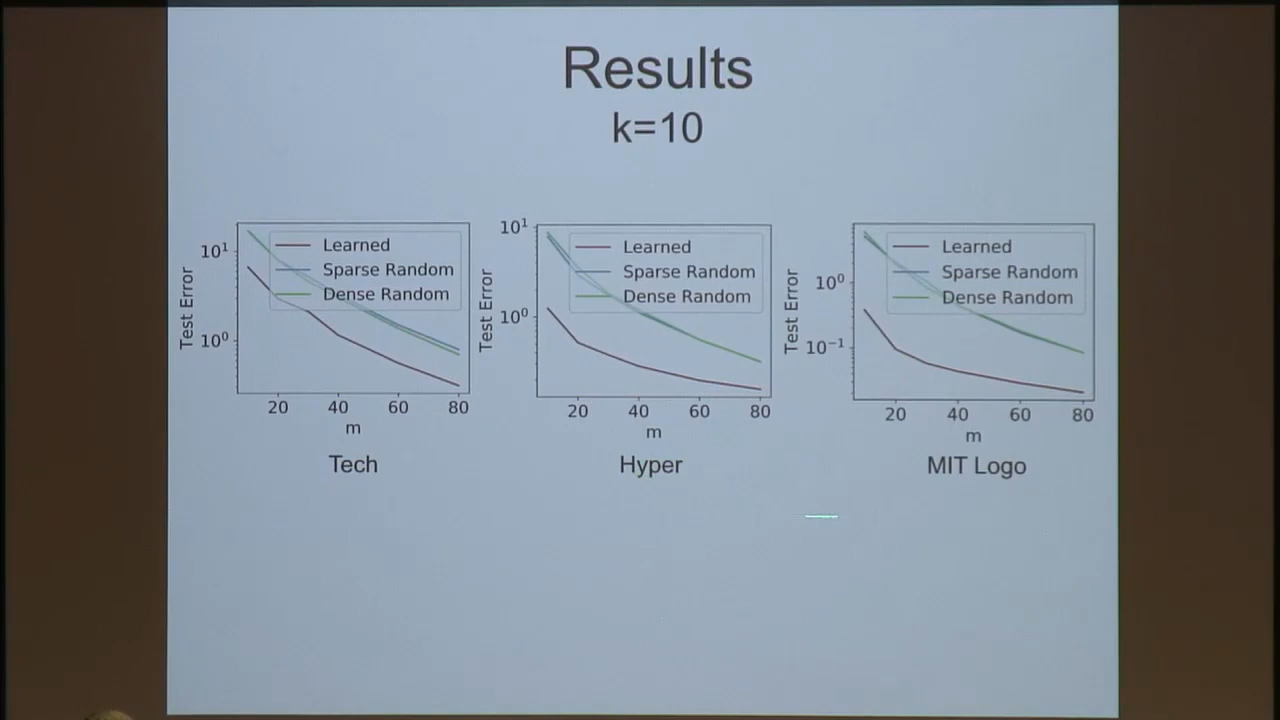 Results
k=10
Test Error
10¹
10⁰
Learned
Sparse Random
Dense Random
20 40 60 80
m
Tech
Test Error
10¹
10⁰
Learned
Sparse Random
Dense Random
20 40 60 80
m
Hyper
Test Error
10⁰
10⁻¹
Learned
Sparse Random
Dense Random
20 40 60 80
m
MIT Logo